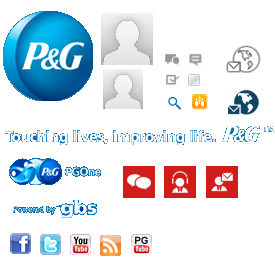 P&G
Touching lives, improving life. P&G
P&G PGOne
Powered by gbs
f t You Tube PG Tube